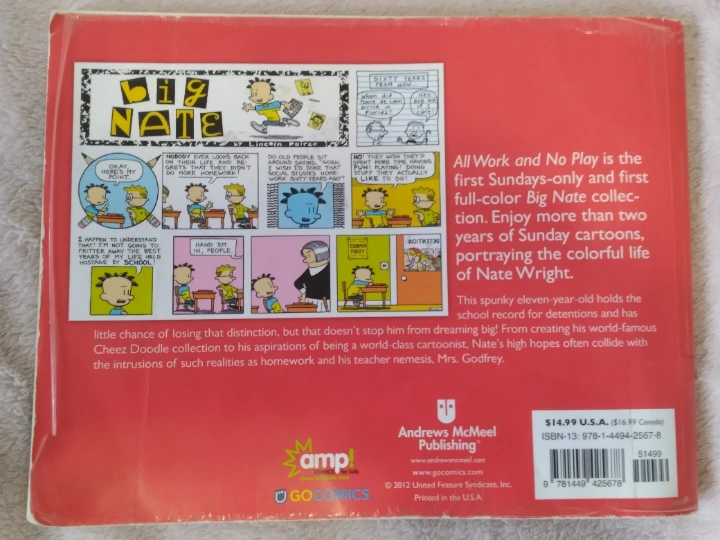 big
NATE
by Lincoln Peirce
SIXTY YEARS
FROM NOW...
OKAY,
HERE'S MY
POINT.
NOBODY EVER LOOKS BACK
ON THEIR LIFE AND RE-
GRETS THAT THEY DIDN'T
DO MORE HOMEWORK!
DO OLD PEOPLE SIT
AROUND SAYING, "GOSH,
I WISH I'D DONE THAT
SOCIAL STUDIES HOME-
WORK SIXTY YEARS AGO"?
NO! THEY WISH THEY'D
SPENT MORE TIME HAVING
FUN! PLAYING! DOING
STUFF THEY ACTUALLY
LIKE TO DO!
I HAPPEN TO UNDERSTAND
THAT! I'M NOT GOING TO
FRITTER AWAY THE BEST
YEARS OF MY LIFE HELD
HOSTAGE BY SCHOOL!
HAND 'EM
IN, PEOPLE.
DETENTION
All Work and No Play is the
first Sundays-only and first
full-color Big Nate collec-
tion. Enjoy more than two
years of Sunday cartoons,
portraying the colorful life
of Nate Wright.
This spunky eleven-year-old holds the
school record for detentions and has
little chance of losing that distinction, but that doesn't stop him from dreaming big! From creating his world-famous
Cheez Doodle collection to his aspirations of being a world-class cartoonist, Nate's high hopes often collide with
the intrusions of such realities as homework and his teacher nemesis, Mrs. Godfrey.
amp!
COMICS for kids
GOCOMICS
Andrews McMeel
Publishing
www.andrewsmcmeel.com
www.gocomics.com
© 2012 United Feature Syndicate, Inc.
Printed in the U.S.A.
$14.99 U.S.A. ($16.99 Canada)
ISBN-13: 978-1-4494-2567-8
51499
9 781449 425678